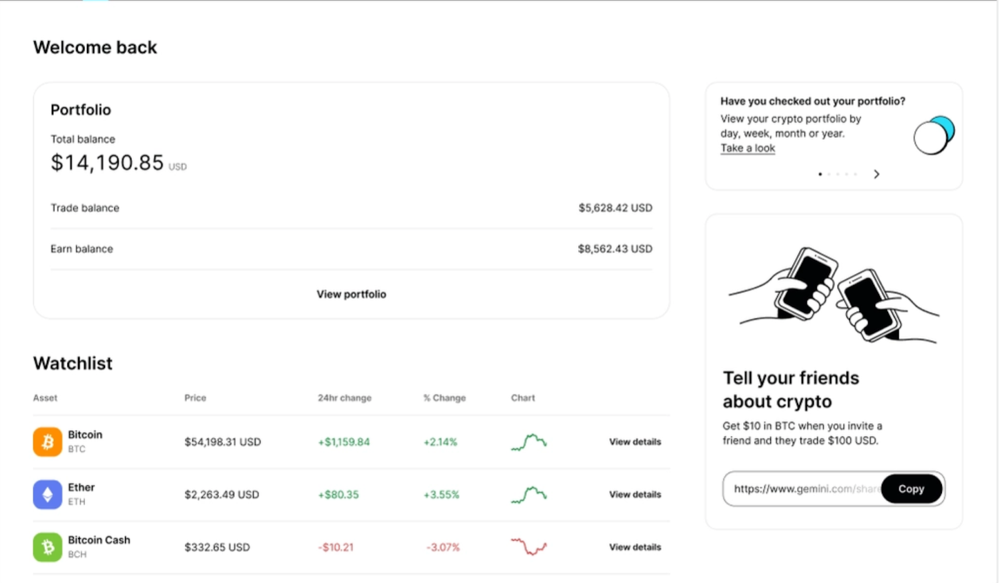 Welcome back
Portfolio
Total balance
$14,190.85 USD
Trade balance $5,628.42 USD
Earn balance $8,562.43 USD
View portfolio
Watchlist
Asset Price 24hr change % Change Chart
Bitcoin
BTC
$54,198.31 USD +$1,159.84 +2.14% View details
Ether
ETH
$2,263.49 USD +$80.35 +3.55% View details
Bitcoin Cash
BCH
$332.65 USD -$10.21 -3.07% View details
Have you checked out your portfolio?
View your crypto portfolio by
day, week, month or year.
Take a look
Tell your friends
about crypto
Get $10 in BTC when you invite a
friend and they trade $100 USD.
https://www.gemini.com/share Copy